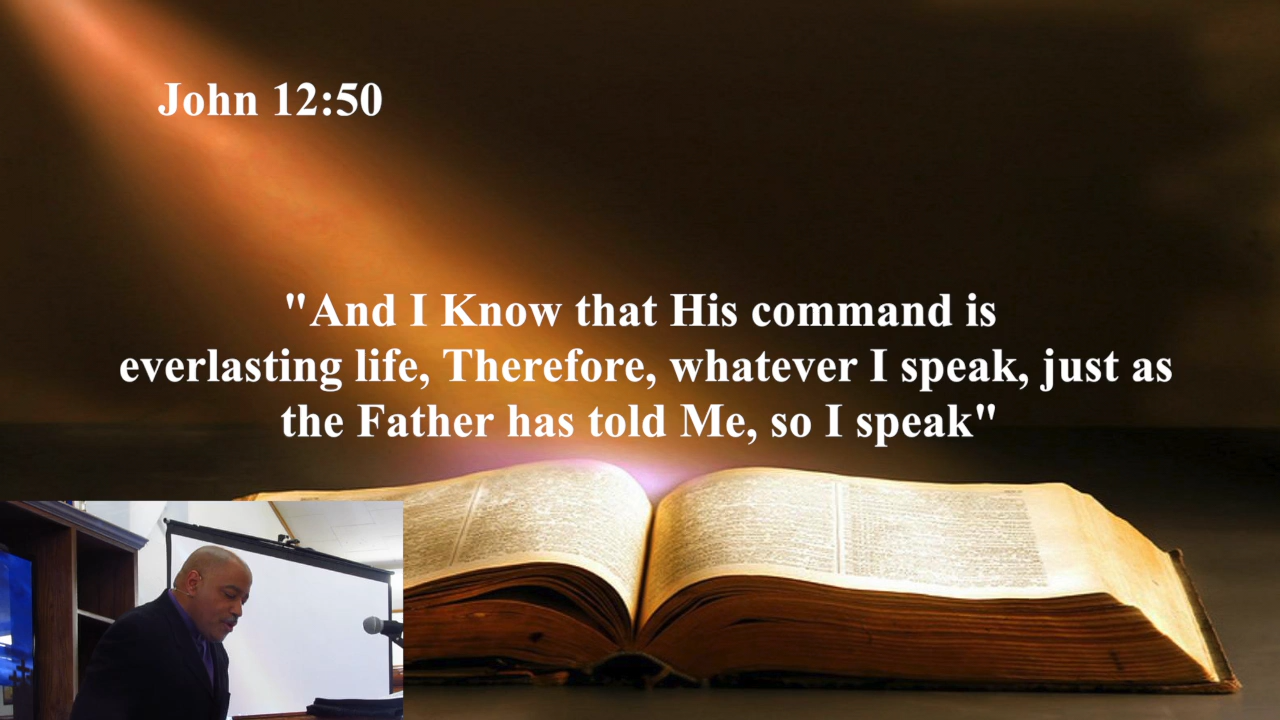 John 12:50
"And I Know that His command is
everlasting life, Therefore, whatever I speak, just as
the Father has told Me, so I speak"